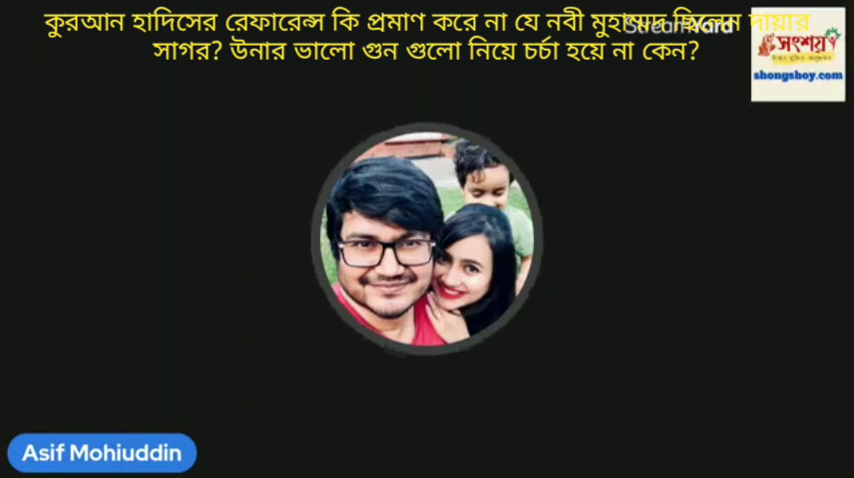 কুরআন হাদিসের রেফারেন্স কি প্রমাণ করে না যে নবী মুহাম্মদ ছিলেন দায়ার
সাগর? উনার ভালো গুন গুলো নিয়ে চর্চা হয়ে না কেন?
StreamYard
সংশয়
shongshoy.com
Asif Mohiuddin